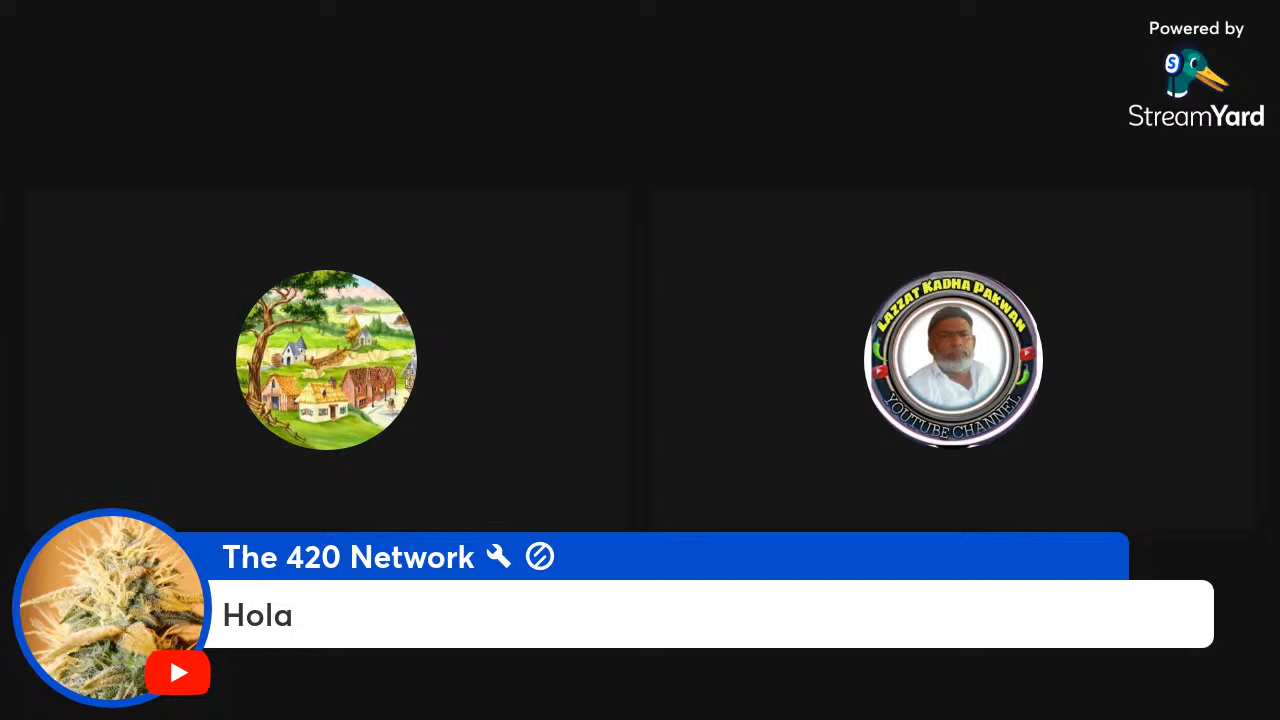 Powered by
StreamYard
LAZZAT KADHA PAKWAN
YOUTUBE CHANNEL
The 420 Network
Hola